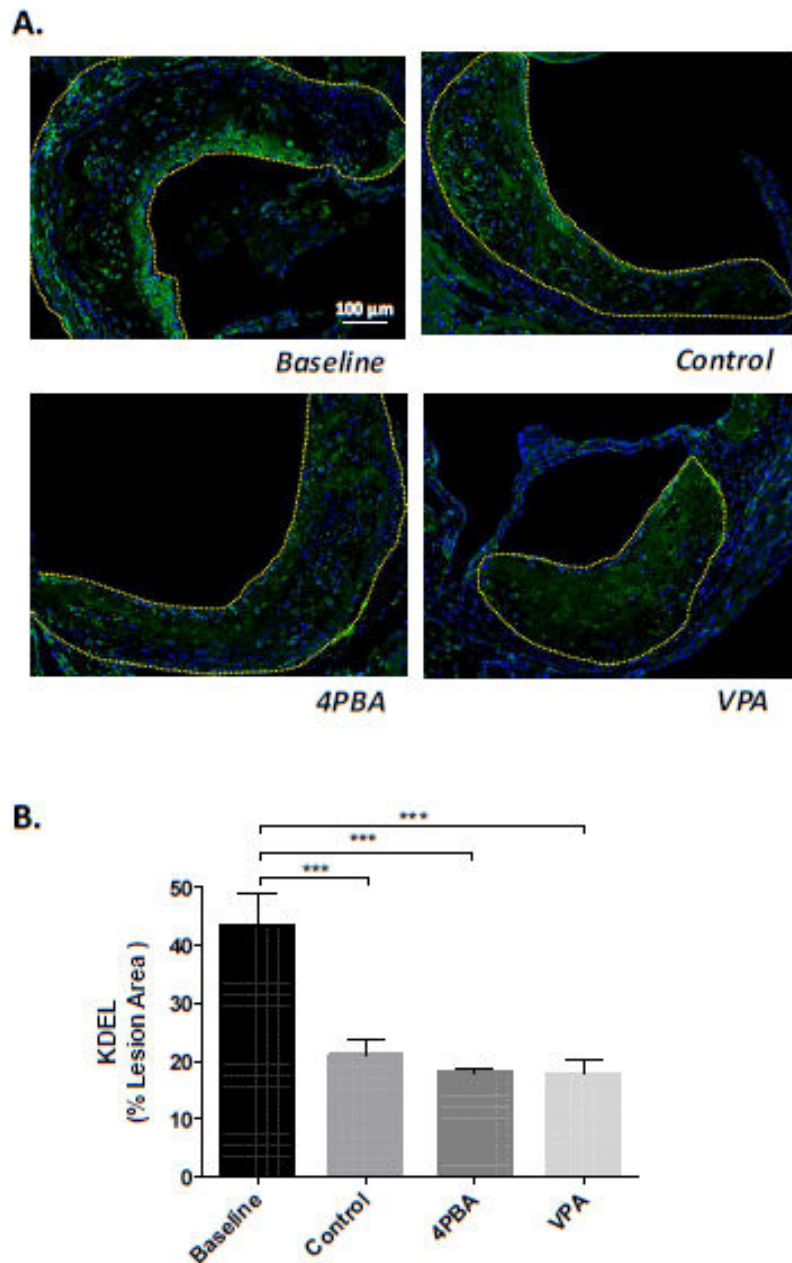 A.
100 µm
Baseline
Control
4PBA
VPA
B.
***
***
***
KDEL
(% Lesion Area )
50
40
30
20
10
0
Baseline
Control
4PBA
VPA